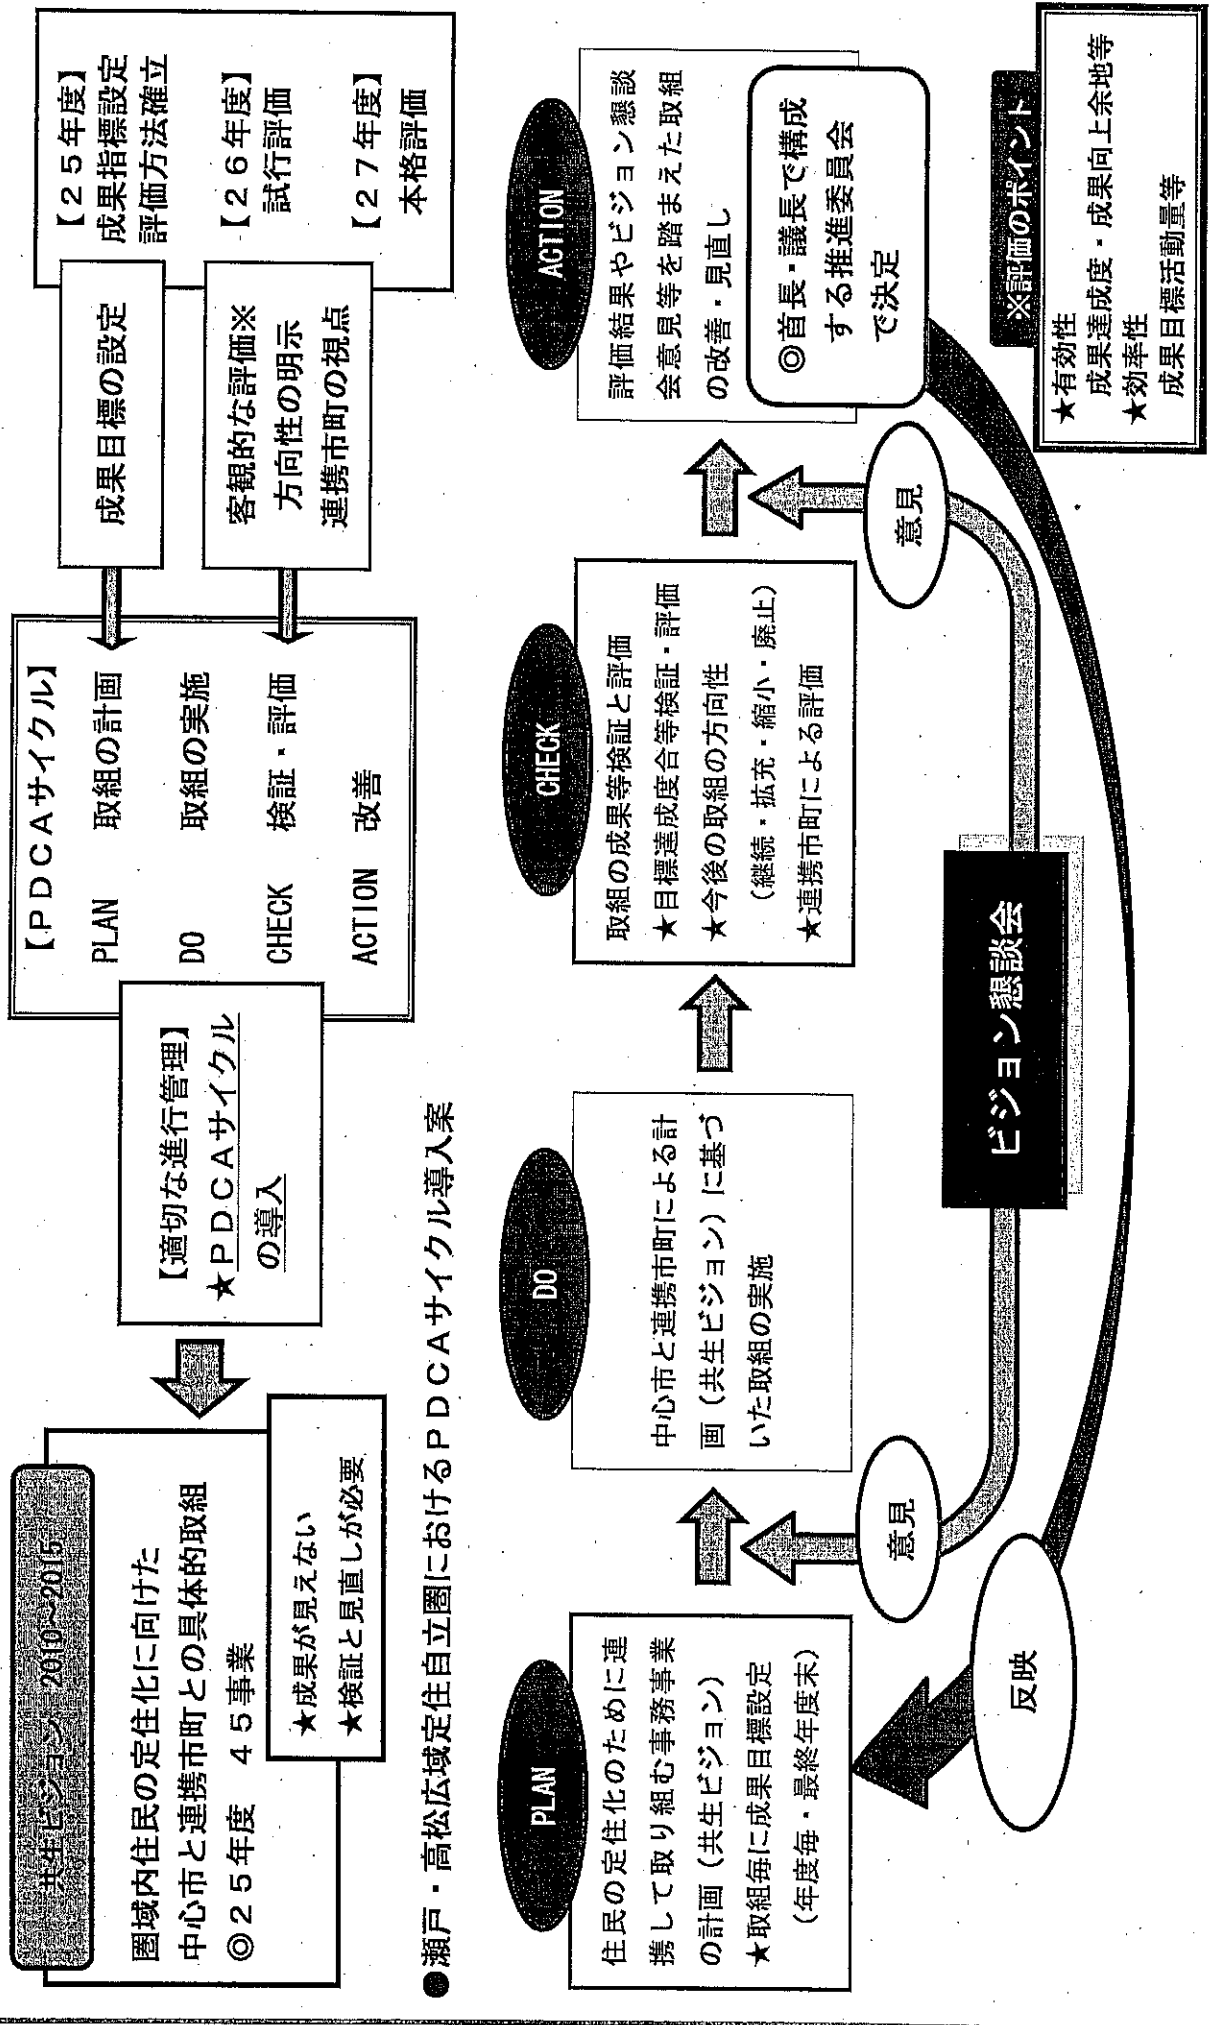 共生ビジョン 2010~2015
圏域内住民の定住化に向けた
中心市と連携市町との具体的取組
◎25年度 45事業
★成果が見えない
★検証と見直しが必要
【適切な進行管理】
★PDCAサイクル
の導入
【PDCAサイクル】
PLAN 取組の計画
DO 取組の実施
CHECK 検証・評価
ACTION 改善
成果目標の設定
客観的な評価※
方向性の明示
連携市町の視点
【25年度】
成果指標設定
評価方法確立
【26年度】
試行評価
【27年度】
本格評価
●瀬戸・高松広域定住自立圏におけるPDCAサイクル導入案
PLAN
住民の定住化のために連
携して取り組む事務事業
の計画(共生ビジョン)
★取組毎に成果目標設定
(年度毎・最終年度末)
DO
中心市と連携市町による計
画(共生ビジョン)に基づ
いた取組の実施
CHECK
取組の成果等検証と評価
★目標達成度合等検証・評価
★今後の取組の方向性
(継続・拡充・縮小・廃止)
★連携市町による評価
ACTION
評価結果やビジョン懇談
会意見等を踏まえた取組
の改善・見直し
◎首長・議長で構成
する推進委員会
で決定
意見
意見
ビジョン懇談会
反映
※評価のポイント
★有効性
成果達成度・成果向上余地等
★効率性
成果目標活動量等